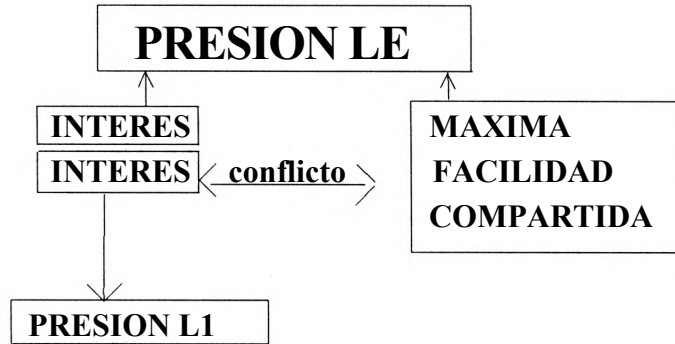 PRESION LE
INTERES
INTERES
conflicto
MAXIMA
FACILIDAD
COMPARTIDA
PRESION L1